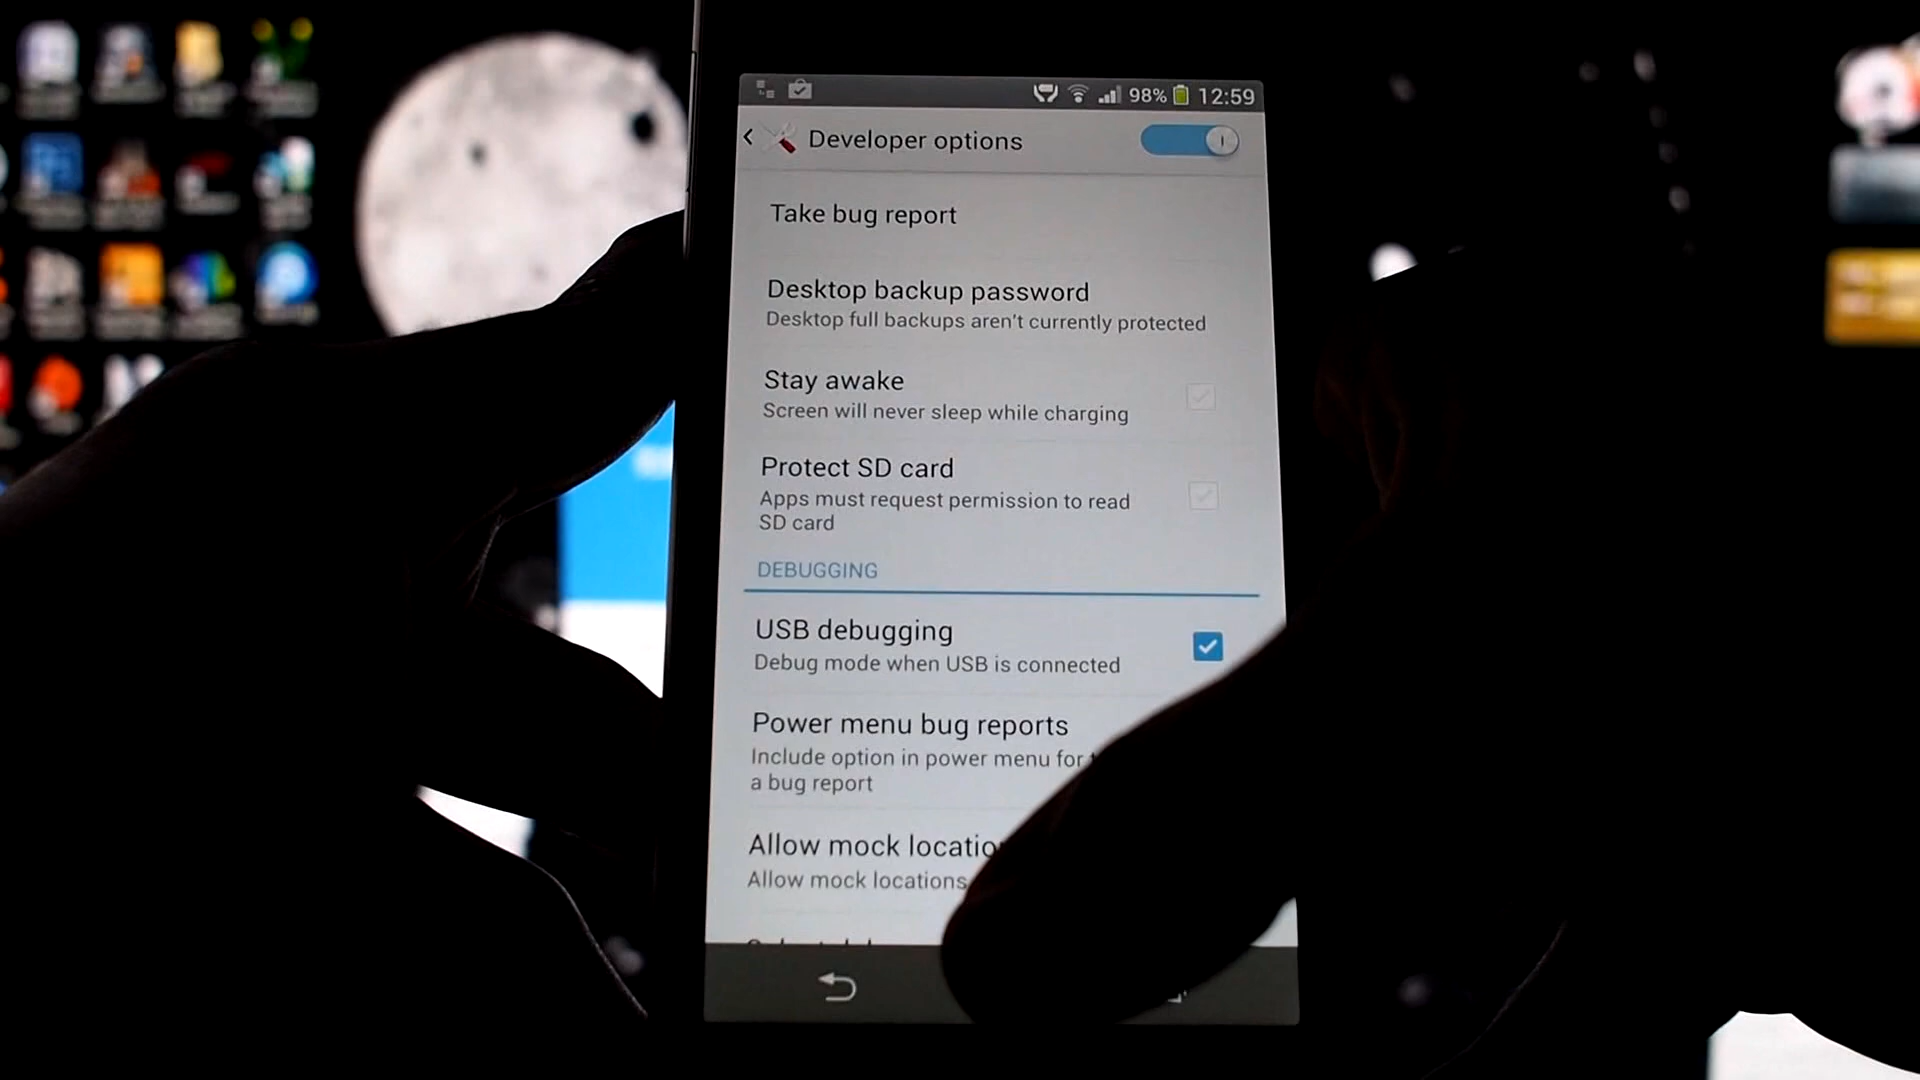 98% 12:59
Developer options
Take bug report
Desktop backup password
Desktop full backups aren't currently protected
Stay awake
Screen will never sleep while charging
Protect SD card
Apps must request permission to read
SD card
DEBUGGING
USB debugging
Debug mode when USB is connected
Power menu bug reports
Include option in power menu for
a bug report
Allow mock locatio
Allow mock locations